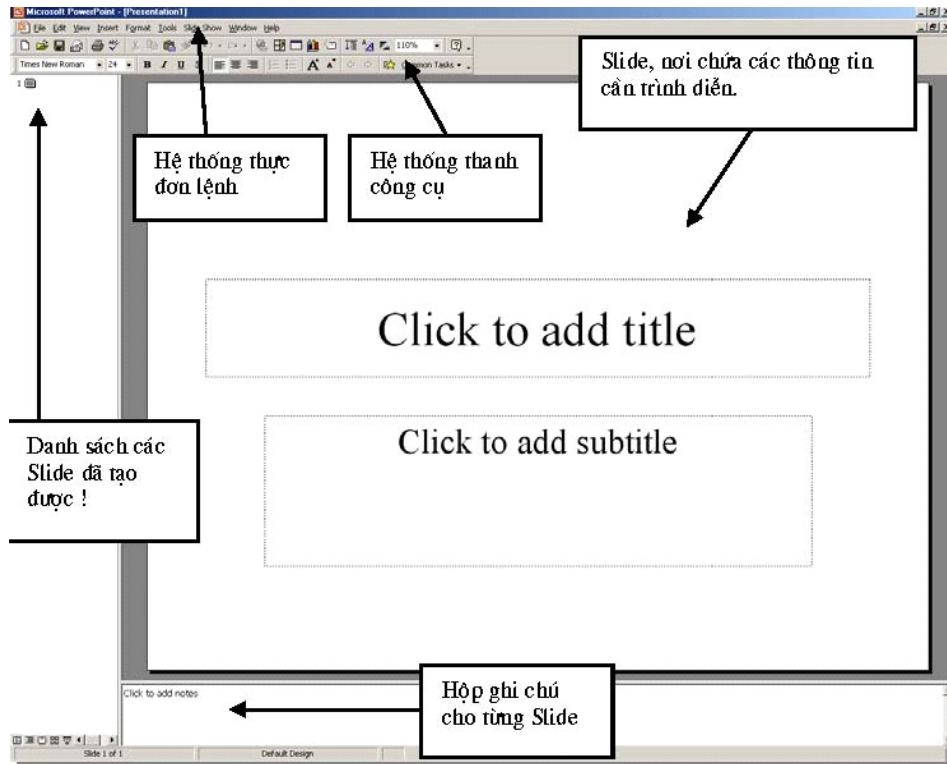 Microsoft PowerPoint - [Presentation1]
File Edit View Insert Format Tools Slide Show Window Help
110%
Times New Roman 24 B I U S Common Tasks
1
Slide, nơi chứa các thông tin
cần trình diễn.
Hệ thống thực
đơn lệnh
Hệ thống thanh
công cụ
Click to add title
Click to add subtitle
Danh sách các
Slide đã tạo
được !
Click to add notes
Hộp ghi chú
cho từng Slide
Slide 1 of 1 Default Design